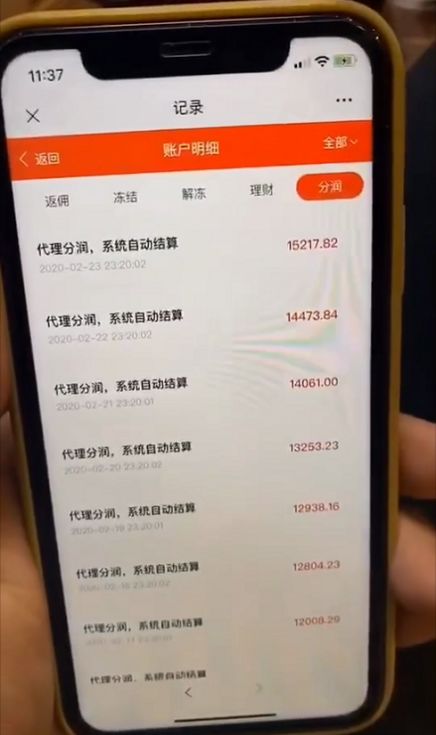 11:37
记录
返回
账户明细
全部
返佣 冻结 解冻 理财 分润
代理分润，系统自动结算
15217.82
2020-02-23 23:20:02
代理分润，系统自动结算
14473.84
2020-02-22 23:20:02
代理分润，系统自动结算
14061.00
2020-02-21 23:20:01
代理分润，系统自动结算
13253.23
2020-02-20 23:20:02
代理分润，系统自动结算
12938.16
2020-02-19 23:20:01
代理分润，系统自动结算
12804.23
2020-02-18 23:20:02
代理分润，系统自动结算
12008.29
代理分润，系统自动结算